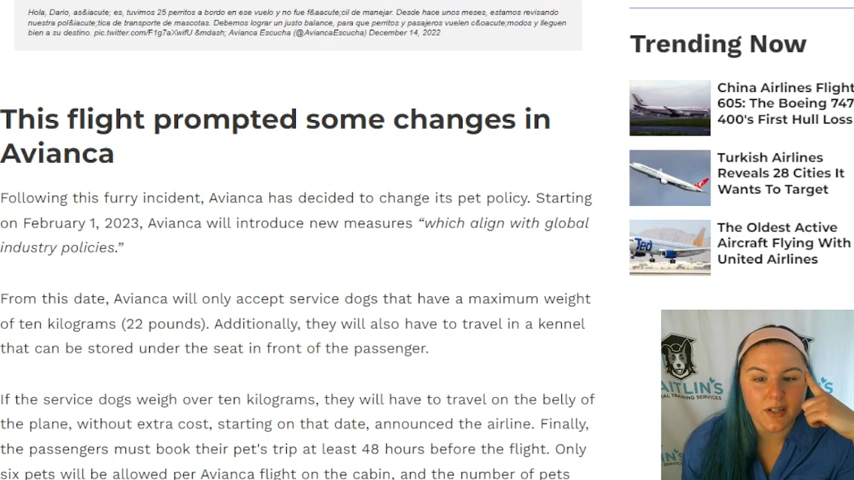 Hola, Dario, as&iacute; es, tuvimos 25 perritos a bordo en ese vuelo y no fue f&aacute;cil de manejar. Desde hace unos meses, estamos revisando
nuestra pol&iacute;tica de transporte de mascotas. Debemos lograr un justo balance, para que perritos y pasajeros vuelen c&oacute;modos y lleguen
bien a su destino. pic.twitter.com/F1g7aXwifU &mdash; Avianca Escucha (@AviancaEscucha) December 14, 2022
This flight prompted some changes in
Avianca
Following this furry incident, Avianca has decided to change its pet policy. Starting
on February 1, 2023, Avianca will introduce new measures “which align with global
industry policies.”
From this date, Avianca will only accept service dogs that have a maximum weight
of ten kilograms (22 pounds). Additionally, they will also have to travel in a kennel
that can be stored under the seat in front of the passenger.
If the service dogs weigh over ten kilograms, they will have to travel on the belly of
the plane, without extra cost, starting on that date, announced the airline. Finally,
the passengers must book their pet's trip at least 48 hours before the flight. Only
six pets will be allowed per Avianca flight on the cabin, and the number of pets
Trending Now
China Airlines Flight
605: The Boeing 747
400's First Hull Loss
Turkish Airlines
Reveals 28 Cities It
Wants To Target
The Oldest Active
Aircraft Flying With
United Airlines
Ted
AITLIN'S
AL TRAINING SERVICES